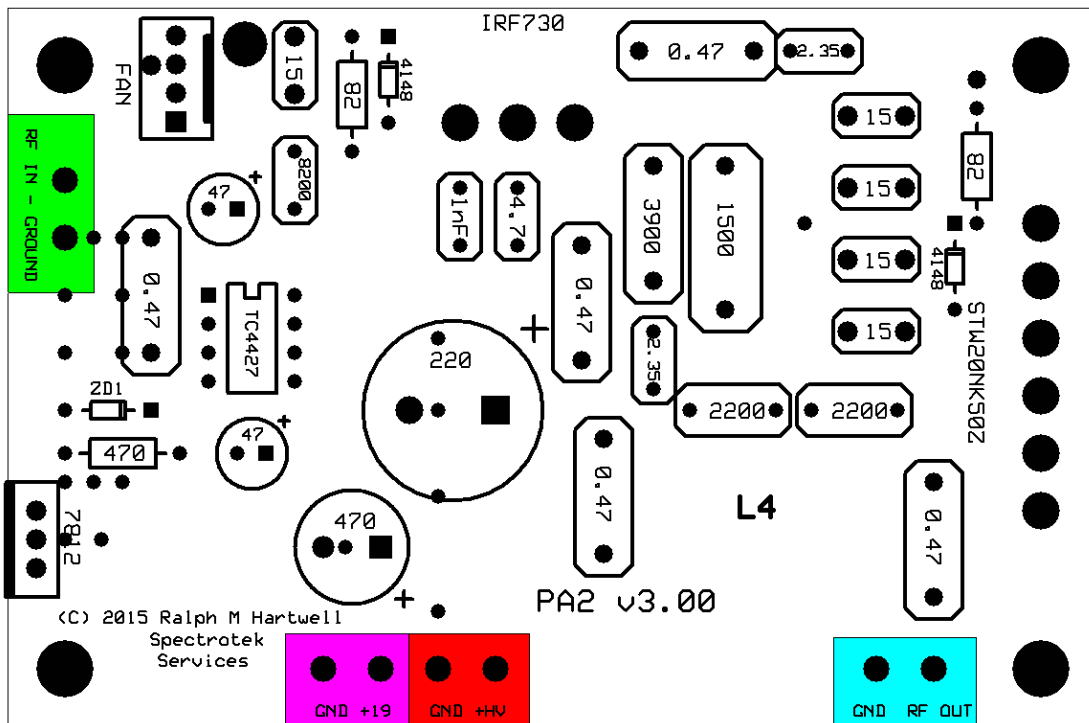 IRF730
FAN
15
82
4148
0.47
2.35
RF IN - GROUND
47
+
8200
1nF
4.7
3900
1500
15
15
15
15
82
4148
0.47
TC4427
220
+
0.47
2.35
STW20NK50Z
ZD1
470
47
+
2200
2200
7812
470
+
0.47
L4
0.47
PA2 v3.00
(C) 2015 Ralph M Hartwell
Spectrotek
Services
GND +19
GND +HV
GND RF OUT